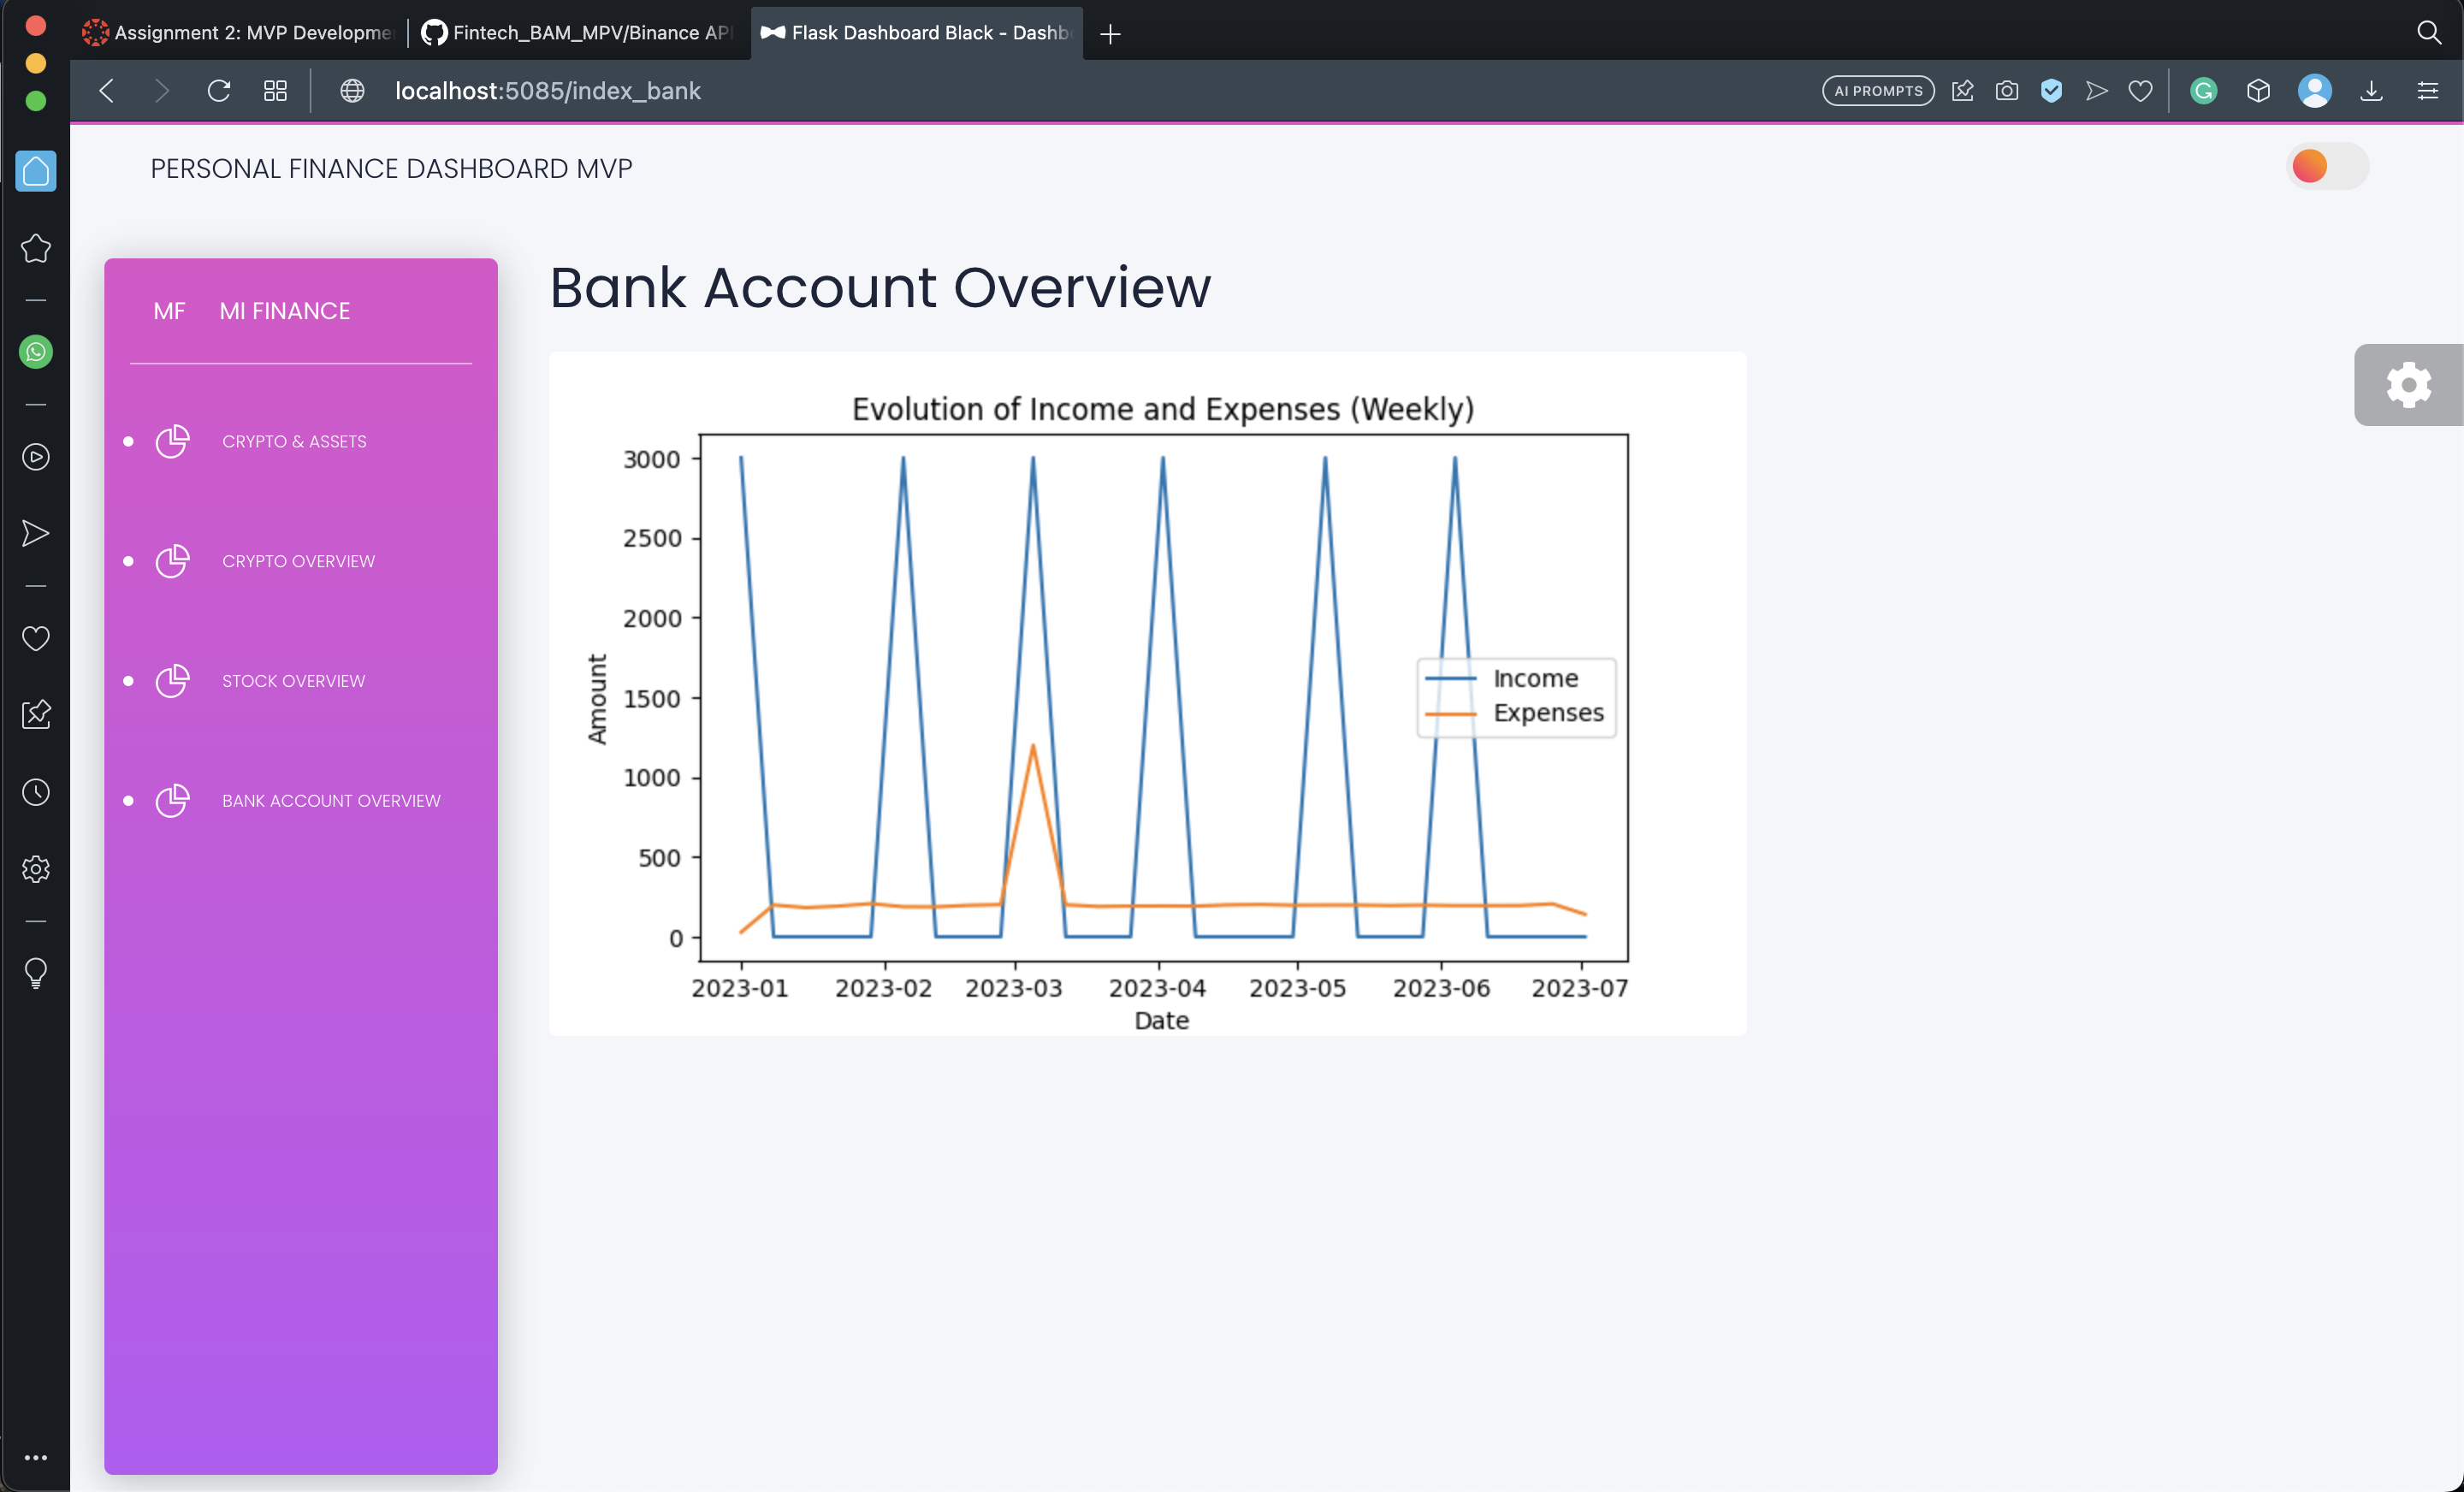 Assignment 2: MVP Developme
Fintech_BAM_MPV/Binance AP
Flask Dashboard Black - Dashb
localhost:5085/index_bank
AI PROMPTS
PERSONAL FINANCE DASHBOARD MVP
MF MI FINANCE
CRYPTO & ASSETS
CRYPTO OVERVIEW
STOCK OVERVIEW
BANK ACCOUNT OVERVIEW
Bank Account Overview
Evolution of Income and Expenses (Weekly)
3000
2500
2000
1500
1000
500
0
Amount
Income
Expenses
2023-01 2023-02 2023-03 2023-04 2023-05 2023-06 2023-07
Date